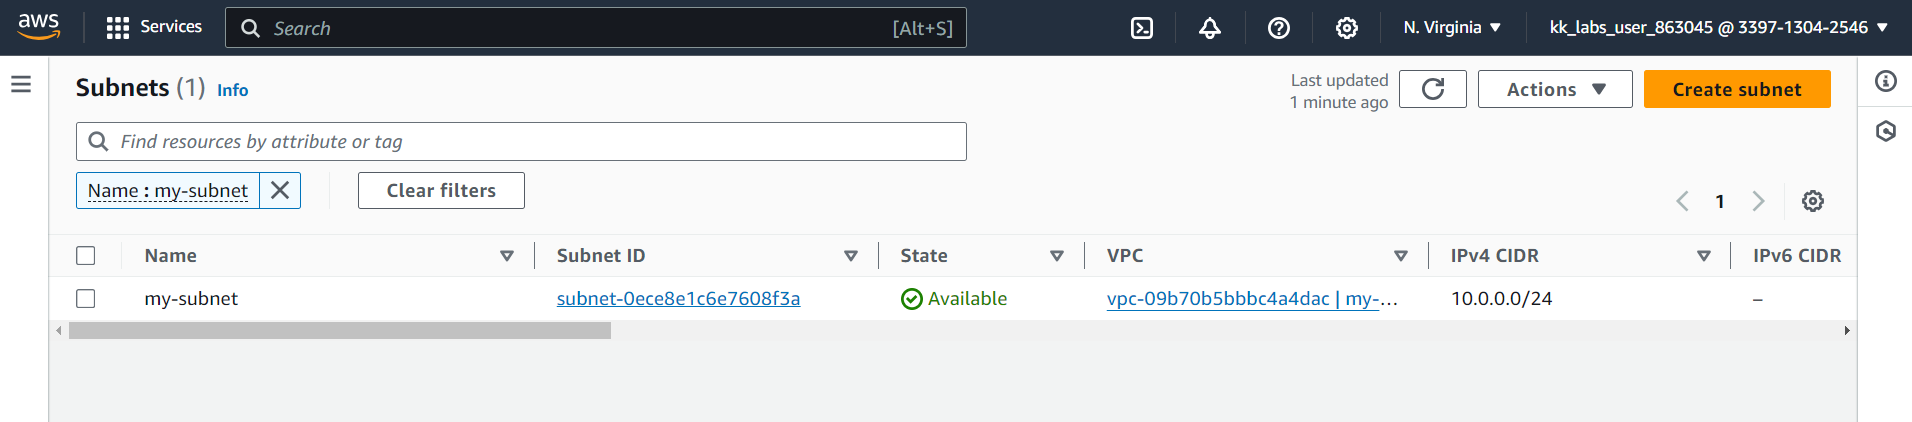 aws
Services
Search
[Alt+S]
N. Virginia
kk_labs_user_863045 @ 3397-1304-2546
Subnets (1) Info
Last updated
1 minute ago
Actions
Create subnet
Find resources by attribute or tag
Name : my-subnet
Clear filters
1
Name Subnet ID State VPC IPv4 CIDR IPv6 CIDR
my-subnet subnet-0ece8e1c6e7608f3a Available vpc-09b70b5bbbc4a4dac | my-… 10.0.0.0/24 –